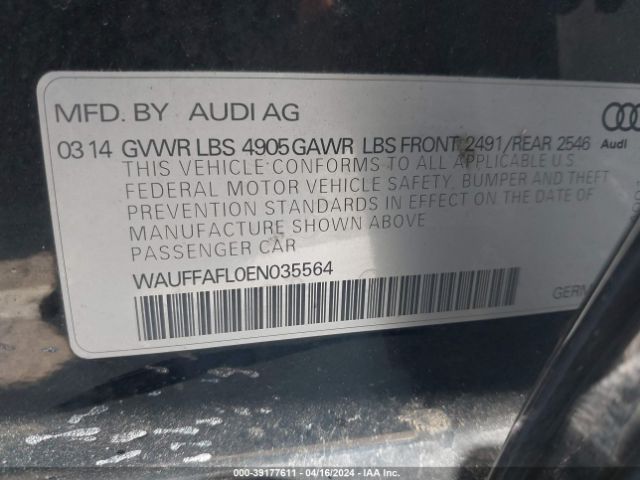 MFD. BY AUDI AG
Audi
03 14 GVWR LBS 4905 GAWR LBS FRONT 2491/REAR 2546
THIS VEHICLE CONFORMS TO ALL APPLICABLE U.S.
FEDERAL MOTOR VEHICLE SAFETY, BUMPER AND THEFT
PREVENTION STANDARDS IN EFFECT ON THE DATE OF
MANUFACTURE SHOWN ABOVE
PASSENGER CAR
WAUFFAFL0EN035564
GERM
000-39177611 - 04/16/2024 - IAA Inc.